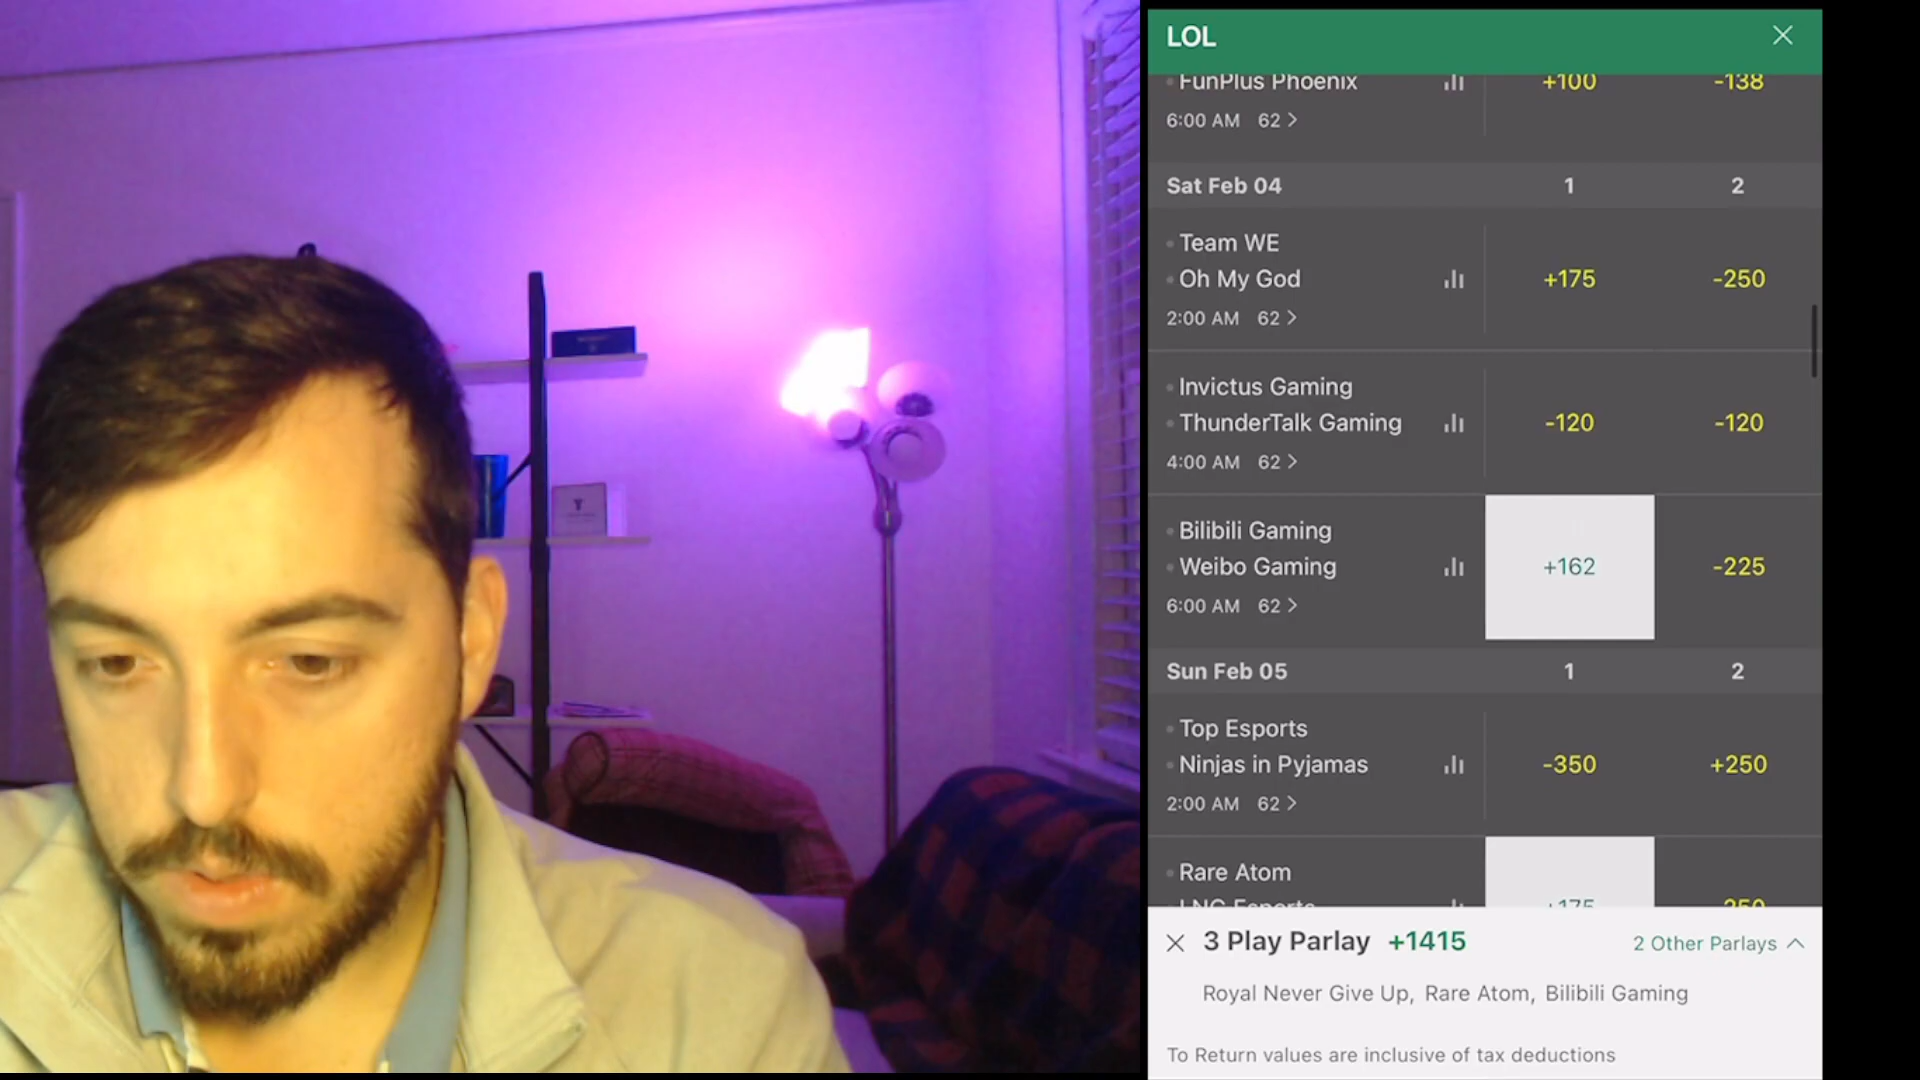 LOL
FunPlus Phoenix
+100 -138
6:00 AM 62 >
Sat Feb 04 1 2
Team WE
Oh My God +175 -250
2:00 AM 62 >
Invictus Gaming
ThunderTalk Gaming -120 -120
4:00 AM 62 >
Bilibili Gaming
Weibo Gaming +162 -225
6:00 AM 62 >
Sun Feb 05 1 2
Top Esports
Ninjas in Pyjamas -350 +250
2:00 AM 62 >
Rare Atom
LNG Esports +175 -250
3 Play Parlay +1415 2 Other Parlays
Royal Never Give Up, Rare Atom, Bilibili Gaming
To Return values are inclusive of tax deductions